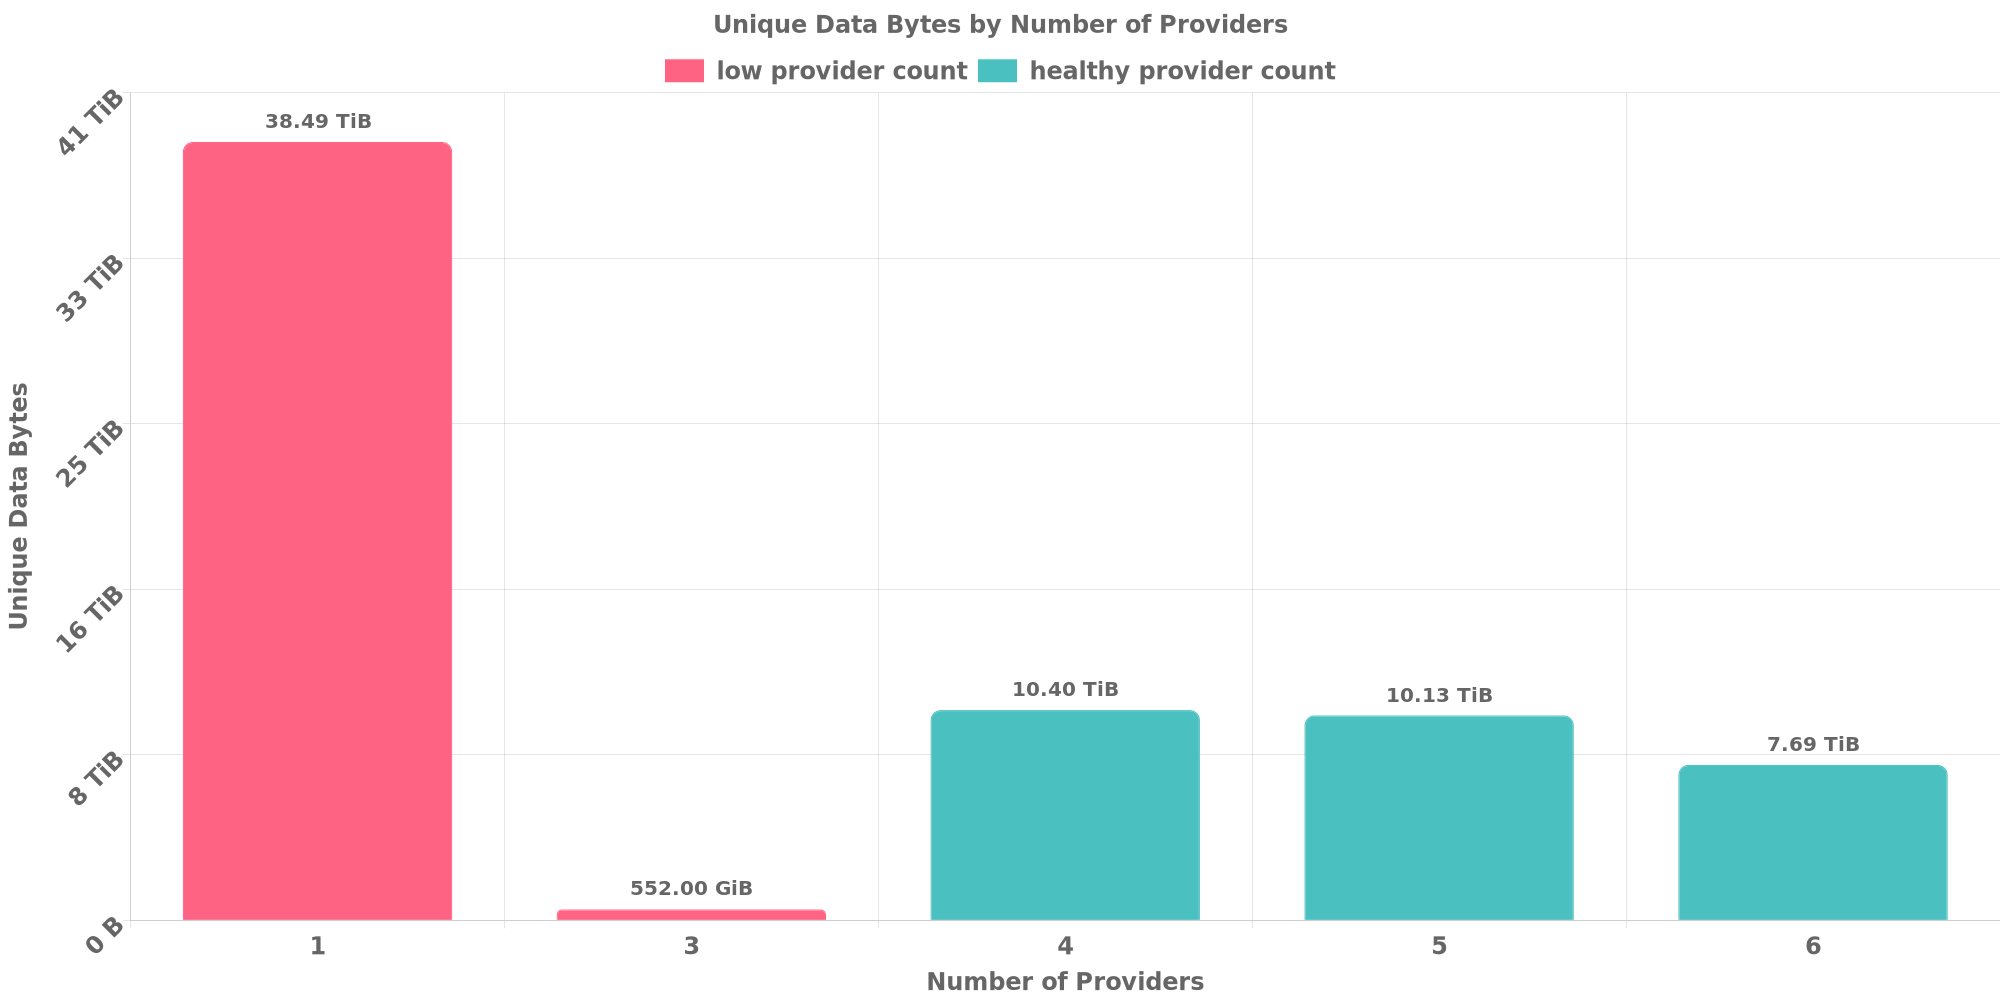 Unique Data Bytes by Number of Providers
low provider count
healthy provider count
41 TiB
33 TiB
25 TiB
16 TiB
8 TiB
0 B
Unique Data Bytes
38.49 TiB
552.00 GiB
10.40 TiB
10.13 TiB
7.69 TiB
1
3
4
5
6
Number of Providers